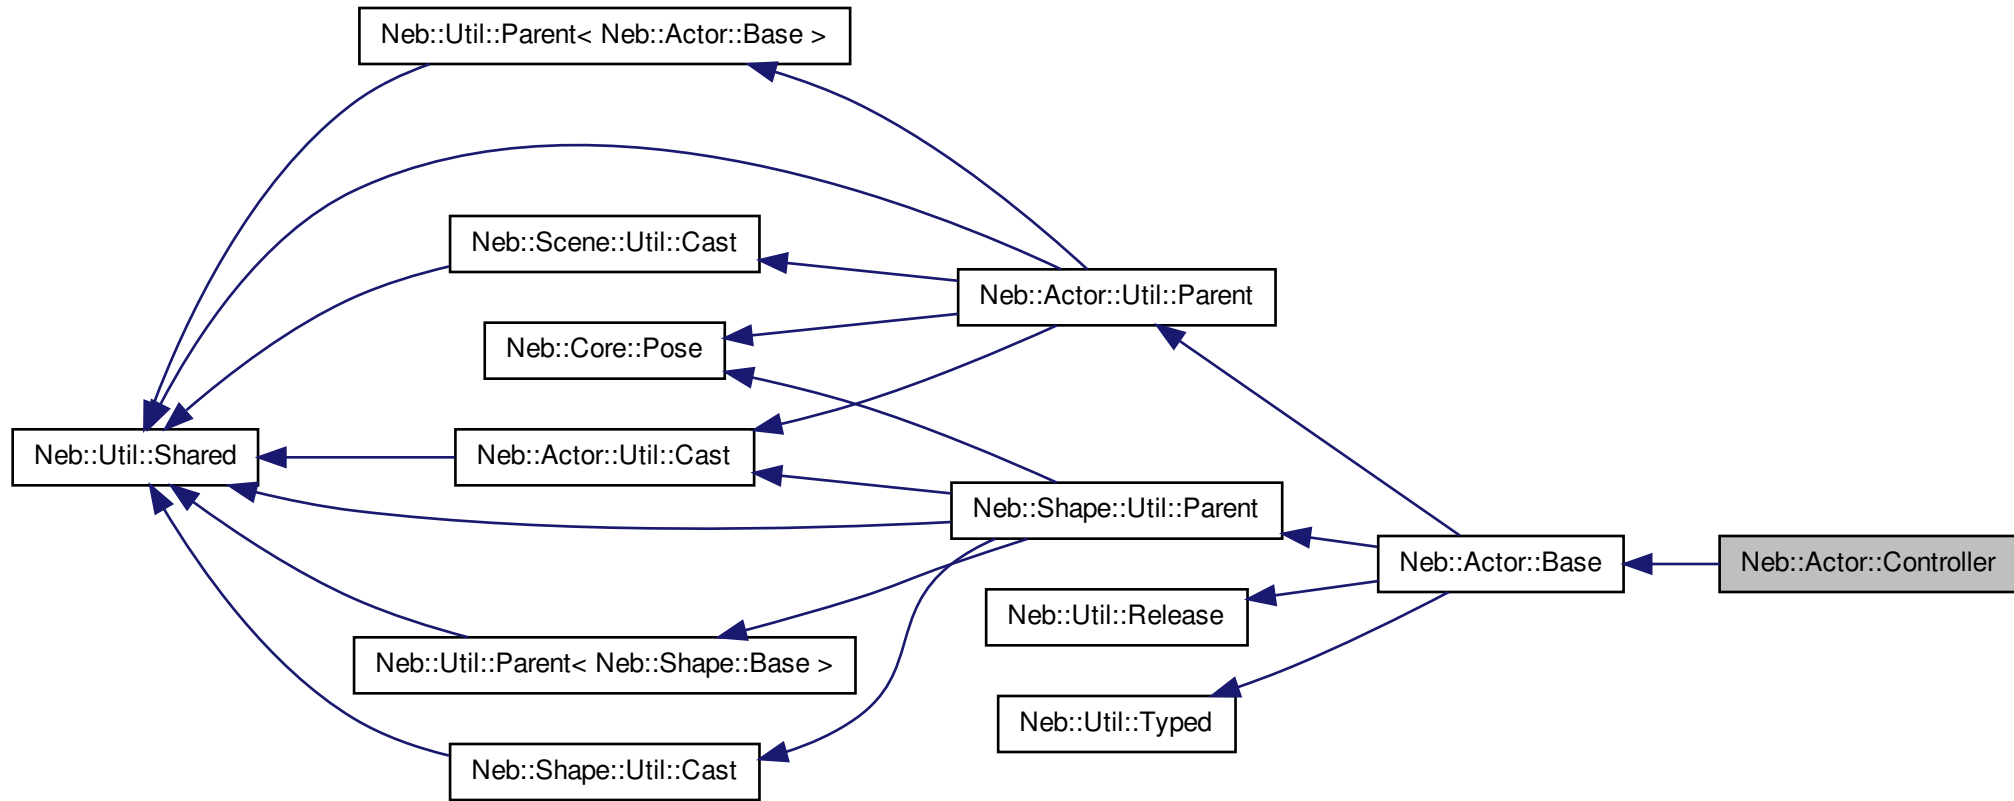 Neb::Util::Parent< Neb::Actor::Base >
Neb::Scene::Util::Cast
Neb::Actor::Util::Parent
Neb::Core::Pose
Neb::Util::Shared
Neb::Actor::Util::Cast
Neb::Shape::Util::Parent
Neb::Actor::Base
Neb::Actor::Controller
Neb::Util::Release
Neb::Util::Parent< Neb::Shape::Base >
Neb::Util::Typed
Neb::Shape::Util::Cast